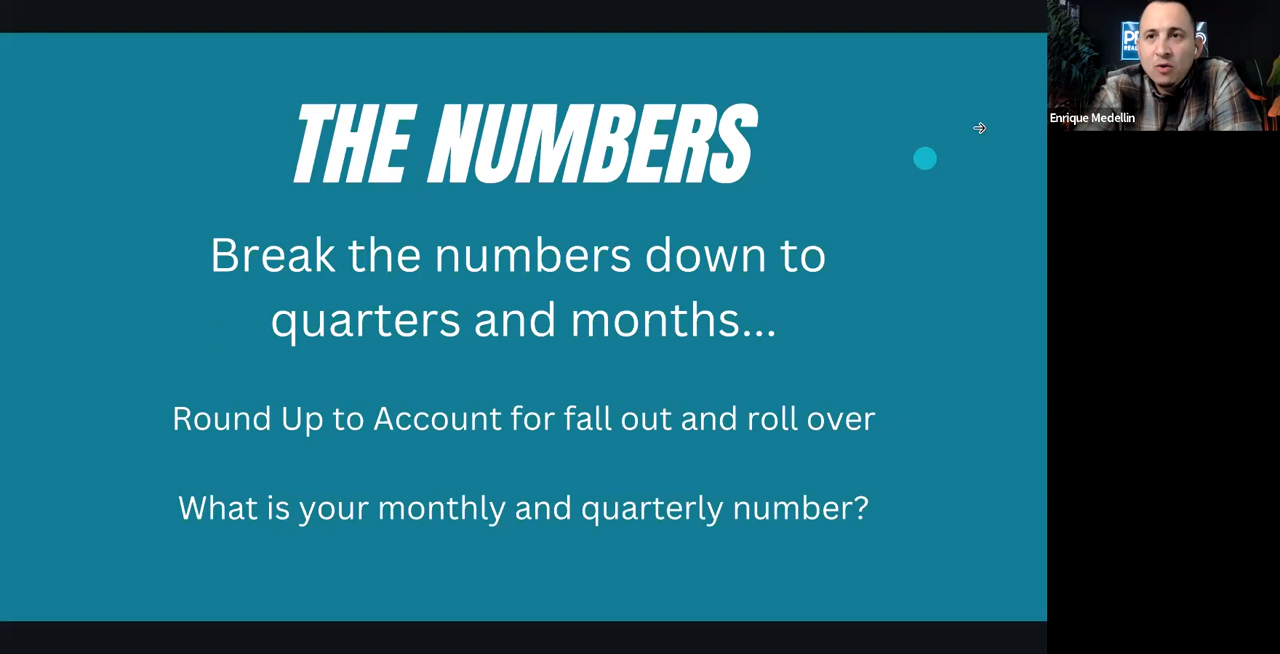 THE NUMBERS
Break the numbers down to
quarters and months...
Round Up to Account for fall out and roll over
What is your monthly and quarterly number?
Enrique Medellin